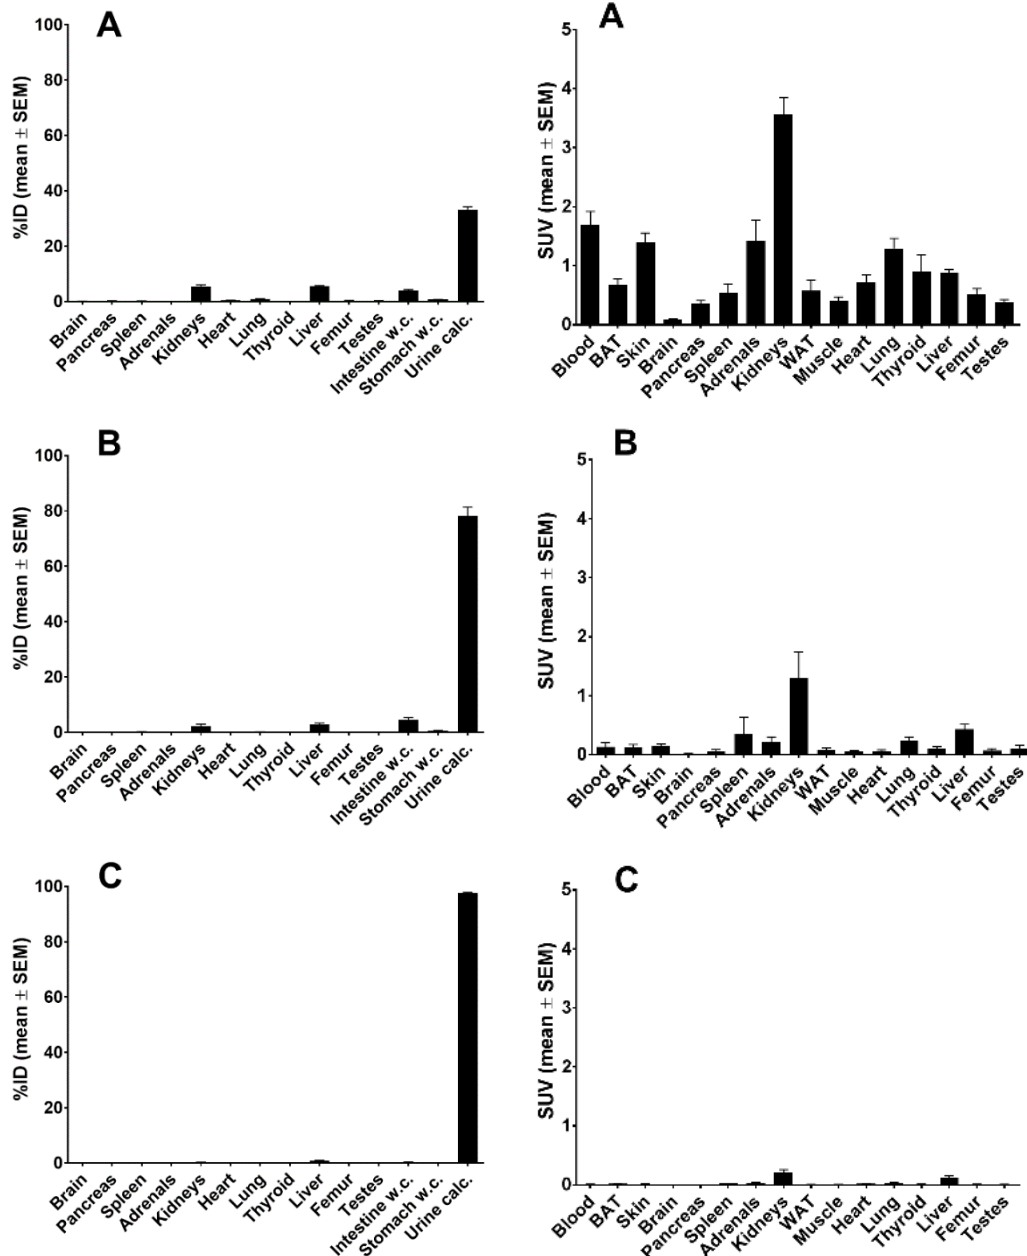 A
100
80
60
40
20
0
%ID (mean ± SEM)
Brain
Pancreas
Spleen
Adrenals
Kidneys
Heart
Lung
Thyroid
Liver
Femur
Testes
Intestine w.c.
Stomach w.c.
Urine calc.
A
5
4
3
2
1
0
SUV (mean ± SEM)
Blood
BAT
Skin
Brain
Pancreas
Spleen
Adrenals
Kidneys
WAT
Muscle
Heart
Lung
Thyroid
Liver
Femur
Testes
B
100
80
60
40
20
0
%ID (mean ± SEM)
Brain
Pancreas
Spleen
Adrenals
Kidneys
Heart
Lung
Thyroid
Liver
Femur
Testes
Intestine w.c.
Stomach w.c.
Urine calc.
B
5
4
3
2
1
0
SUV (mean ± SEM)
Blood
BAT
Skin
Brain
Pancreas
Spleen
Adrenals
Kidneys
WAT
Muscle
Heart
Lung
Thyroid
Liver
Femur
Testes
C
100
80
60
40
20
0
%ID (mean ± SEM)
Brain
Pancreas
Spleen
Adrenals
Kidneys
Heart
Lung
Thyroid
Liver
Femur
Testes
Intestine w.c.
Stomach w.c.
Urine calc.
C
5
4
3
2
1
0
SUV (mean ± SEM)
Blood
BAT
Skin
Brain
Pancreas
Spleen
Adrenals
Kidneys
WAT
Muscle
Heart
Lung
Thyroid
Liver
Femur
Testes